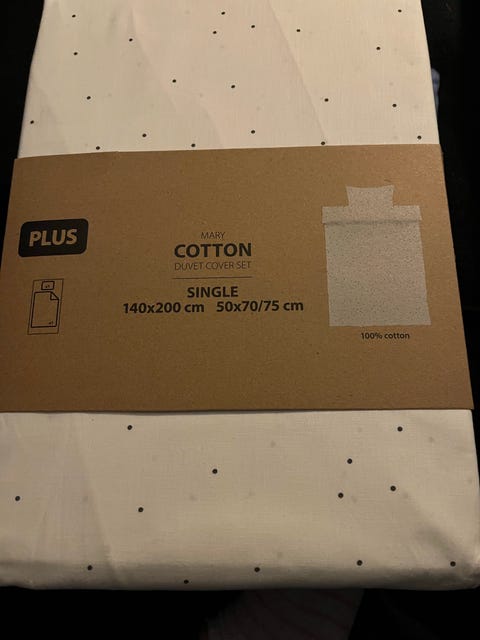 PLUS
MARY
COTTON
DUVET COVER SET
SINGLE
140x200 cm 50x70/75 cm
100% cotton